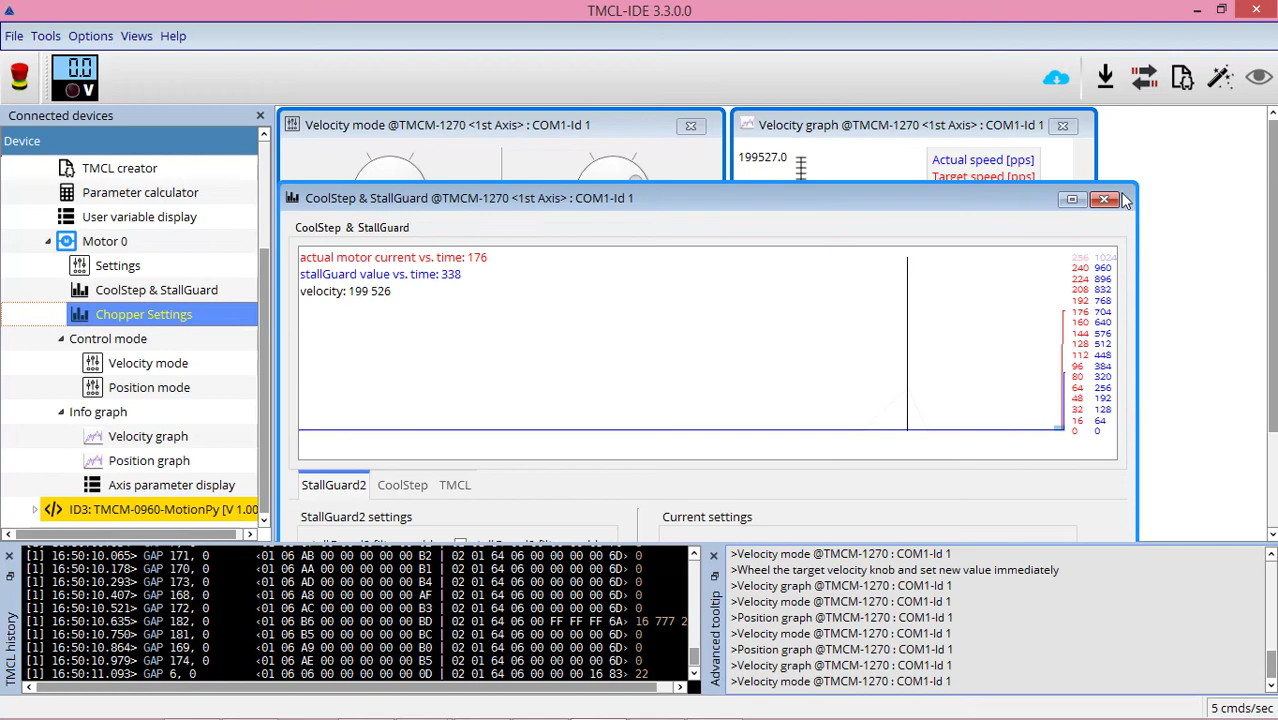 TMCL-IDE 3.3.0.0
File Tools Options Views Help
0.0
V
Connected devices
Device
TMCL creator
Parameter calculator
User variable display
Motor 0
Settings
CoolStep & StallGuard
Chopper Settings
Control mode
Velocity mode
Position mode
Info graph
Velocity graph
Position graph
Axis parameter display
ID3: TMCM-0960-MotionPy [V 1.00
Velocity mode @TMCM-1270 <1st Axis> : COM1-Id 1
Velocity graph @TMCM-1270 <1st Axis> : COM1-Id 1
199527.0
Actual speed [pps]
Target speed [pps]
CoolStep & StallGuard @TMCM-1270 <1st Axis> : COM1-Id 1
CoolStep & StallGuard
actual motor current vs. time: 176
stallGuard value vs. time: 338
velocity: 199 526
256 1024
240 960
224 896
208 832
192 768
176 704
160 640
144 576
128 512
112 448
96 384
80 320
64 256
48 192
32 128
16 64
0 0
StallGuard2 CoolStep TMCL
StallGuard2 settings
Current settings
TMCL history
[1] 16:50:10.065> GAP 171, 0 <01 06 AB 00 00 00 00 00 B2 | 02 01 64 06 00 00 00 00 6D> 0
[1] 16:50:10.178> GAP 170, 0 <01 06 AA 00 00 00 00 00 B1 | 02 01 64 06 00 00 00 00 6D> 0
[1] 16:50:10.293> GAP 173, 0 <01 06 AD 00 00 00 00 00 B4 | 02 01 64 06 00 00 00 00 6D> 0
[1] 16:50:10.407> GAP 168, 0 <01 06 A8 00 00 00 00 00 AF | 02 01 64 06 00 00 00 00 6D> 0
[1] 16:50:10.521> GAP 172, 0 <01 06 AC 00 00 00 00 00 B3 | 02 01 64 06 00 00 00 00 6D> 0
[1] 16:50:10.635> GAP 182, 0 <01 06 B6 00 00 00 00 00 BD | 02 01 64 06 00 FF FF FF 6A> 16 777 2
[1] 16:50:10.750> GAP 181, 0 <01 06 B5 00 00 00 00 00 BC | 02 01 64 06 00 00 00 00 6D> 0
[1] 16:50:10.864> GAP 169, 0 <01 06 A9 00 00 00 00 00 B0 | 02 01 64 06 00 00 00 00 6D> 0
[1] 16:50:10.979> GAP 174, 0 <01 06 AE 00 00 00 00 00 B5 | 02 01 64 06 00 00 00 00 6D> 0
[1] 16:50:11.093> GAP 6, 0 <01 06 06 00 00 00 00 00 0D | 02 01 64 06 00 00 00 16 83> 22
Advanced tooltip
>Velocity mode @TMCM-1270 : COM1-Id 1
>Wheel the target velocity knob and set new value immediately
>Velocity graph @TMCM-1270 : COM1-Id 1
>Velocity mode @TMCM-1270 : COM1-Id 1
>Position graph @TMCM-1270 : COM1-Id 1
>Velocity mode @TMCM-1270 : COM1-Id 1
>Position graph @TMCM-1270 : COM1-Id 1
>Velocity graph @TMCM-1270 : COM1-Id 1
>Velocity mode @TMCM-1270 : COM1-Id 1
5 cmds/sec